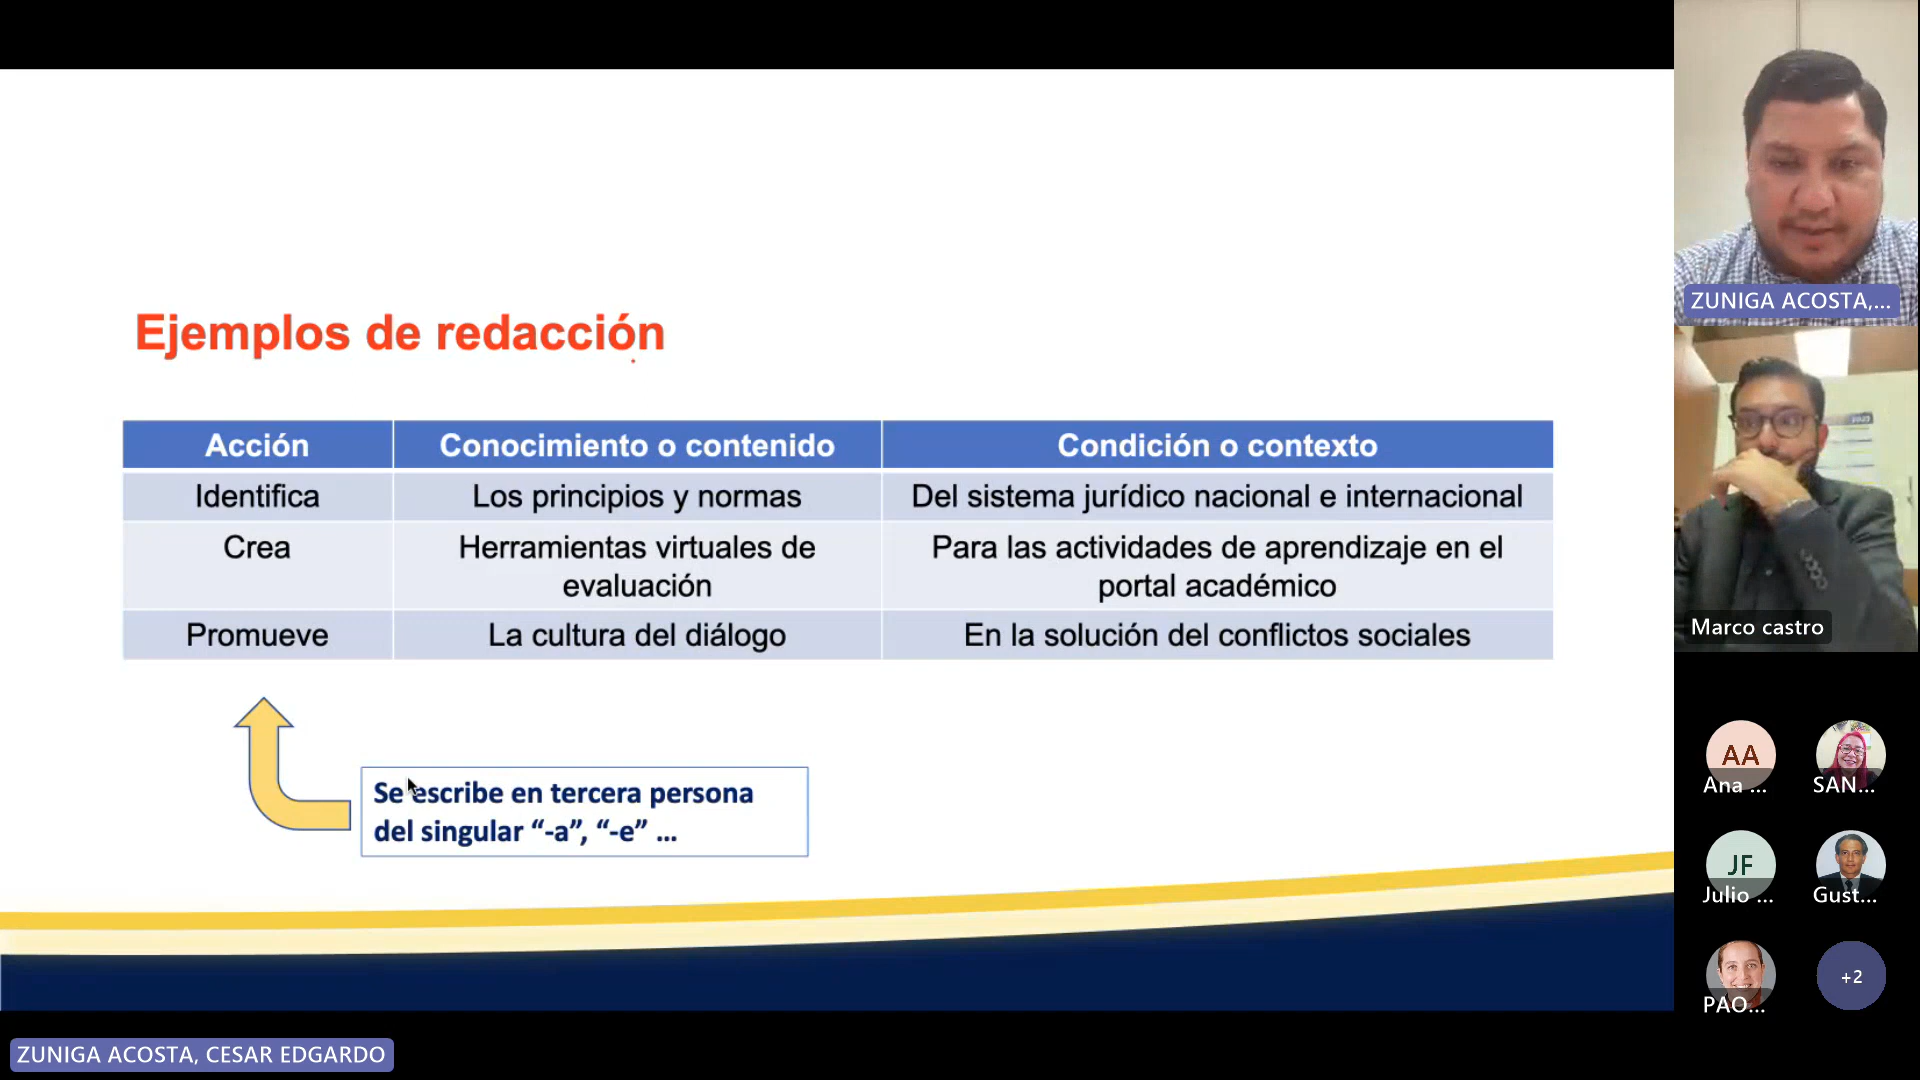 Ejemplos de redacción
Acción Conocimiento o contenido Condición o contexto
Identifica Los principios y normas Del sistema jurídico nacional e internacional
Crea Herramientas virtuales de evaluación Para las actividades de aprendizaje en el portal académico
Promueve La cultura del diálogo En la solución del conflictos sociales
Se escribe en tercera persona
del singular “-a”, “-e” ...
ZUNIGA ACOSTA,...
2023
Marco castro
AA
Ana ...
SAN...
JF
Julio ...
Gust...
PAO...
+2
ZUNIGA ACOSTA, CESAR EDGARDO